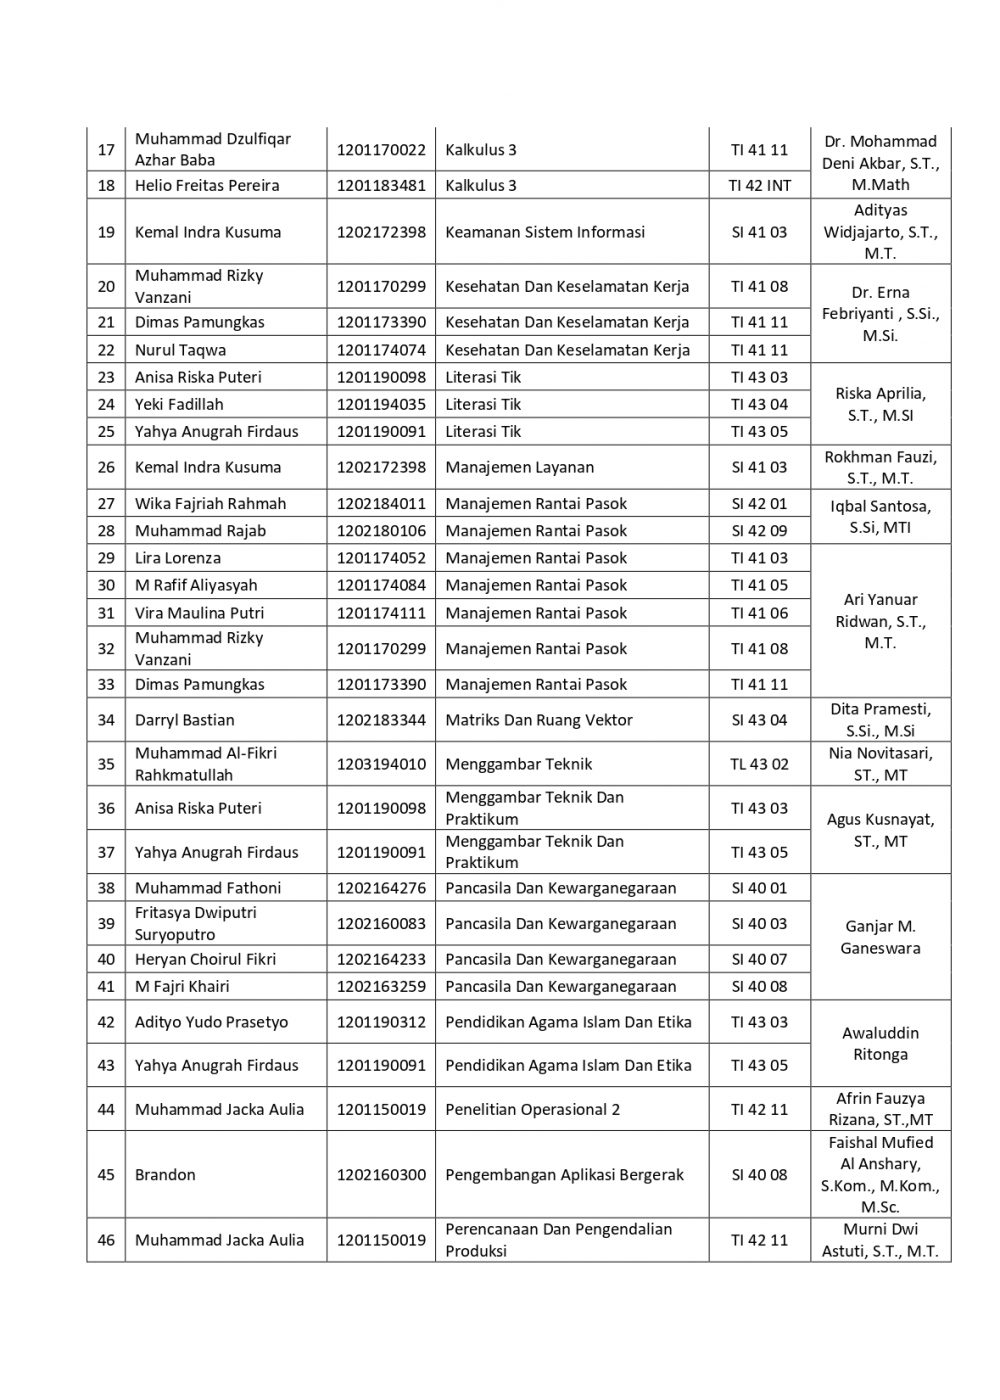 17 Muhammad Dzulfiqar Azhar Baba 1201170022 Kalkulus 3 TI 41 11 Dr. Mohammad Deni Akbar, S.T., M.Math
18 Helio Freitas Pereira 1201183481 Kalkulus 3 TI 42 INT
19 Kemal Indra Kusuma 1202172398 Keamanan Sistem Informasi SI 41 03 Adityas Widjajarto, S.T., M.T.
20 Muhammad Rizky Vanzani 1201170299 Kesehatan Dan Keselamatan Kerja TI 41 08 Dr. Erna Febriyanti , S.Si., M.Si.
21 Dimas Pamungkas 1201173390 Kesehatan Dan Keselamatan Kerja TI 41 11
22 Nurul Taqwa 1201174074 Kesehatan Dan Keselamatan Kerja TI 41 11
23 Anisa Riska Puteri 1201190098 Literasi Tik TI 43 03 Riska Aprilia, S.T., M.SI
24 Yeki Fadillah 1201194035 Literasi Tik TI 43 04
25 Yahya Anugrah Firdaus 1201190091 Literasi Tik TI 43 05
26 Kemal Indra Kusuma 1202172398 Manajemen Layanan SI 41 03 Rokhman Fauzi, S.T., M.T.
27 Wika Fajriah Rahmah 1202184011 Manajemen Rantai Pasok SI 42 01 Iqbal Santosa, S.Si, MTI
28 Muhammad Rajab 1202180106 Manajemen Rantai Pasok SI 42 09
29 Lira Lorenza 1201174052 Manajemen Rantai Pasok TI 41 03 Ari Yanuar Ridwan, S.T., M.T.
30 M Rafif Aliyasyah 1201174084 Manajemen Rantai Pasok TI 41 05
31 Vira Maulina Putri 1201174111 Manajemen Rantai Pasok TI 41 06
32 Muhammad Rizky Vanzani 1201170299 Manajemen Rantai Pasok TI 41 08
33 Dimas Pamungkas 1201173390 Manajemen Rantai Pasok TI 41 11
34 Darryl Bastian 1202183344 Matriks Dan Ruang Vektor SI 43 04 Dita Pramesti, S.Si., M.Si
35 Muhammad Al-Fikri Rahkmatullah 1203194010 Menggambar Teknik TL 43 02 Nia Novitasari, ST., MT
36 Anisa Riska Puteri 1201190098 Menggambar Teknik Dan Praktikum TI 43 03 Agus Kusnayat, ST., MT
37 Yahya Anugrah Firdaus 1201190091 Menggambar Teknik Dan Praktikum TI 43 05
38 Muhammad Fathoni 1202164276 Pancasila Dan Kewarganegaraan SI 40 01 Ganjar M. Ganeswara
39 Fritasya Dwiputri Suryoputro 1202160083 Pancasila Dan Kewarganegaraan SI 40 03
40 Heryan Choirul Fikri 1202164233 Pancasila Dan Kewarganegaraan SI 40 07
41 M Fajri Khairi 1202163259 Pancasila Dan Kewarganegaraan SI 40 08
42 Adityo Yudo Prasetyo 1201190312 Pendidikan Agama Islam Dan Etika TI 43 03 Awaluddin Ritonga
43 Yahya Anugrah Firdaus 1201190091 Pendidikan Agama Islam Dan Etika TI 43 05
44 Muhammad Jacka Aulia 1201150019 Penelitian Operasional 2 TI 42 11 Afrin Fauzya Rizana, ST.,MT
45 Brandon 1202160300 Pengembangan Aplikasi Bergerak SI 40 08 Faishal Mufied Al Anshary, S.Kom., M.Kom., M.Sc.
46 Muhammad Jacka Aulia 1201150019 Perencanaan Dan Pengendalian Produksi TI 42 11 Murni Dwi Astuti, S.T., M.T.